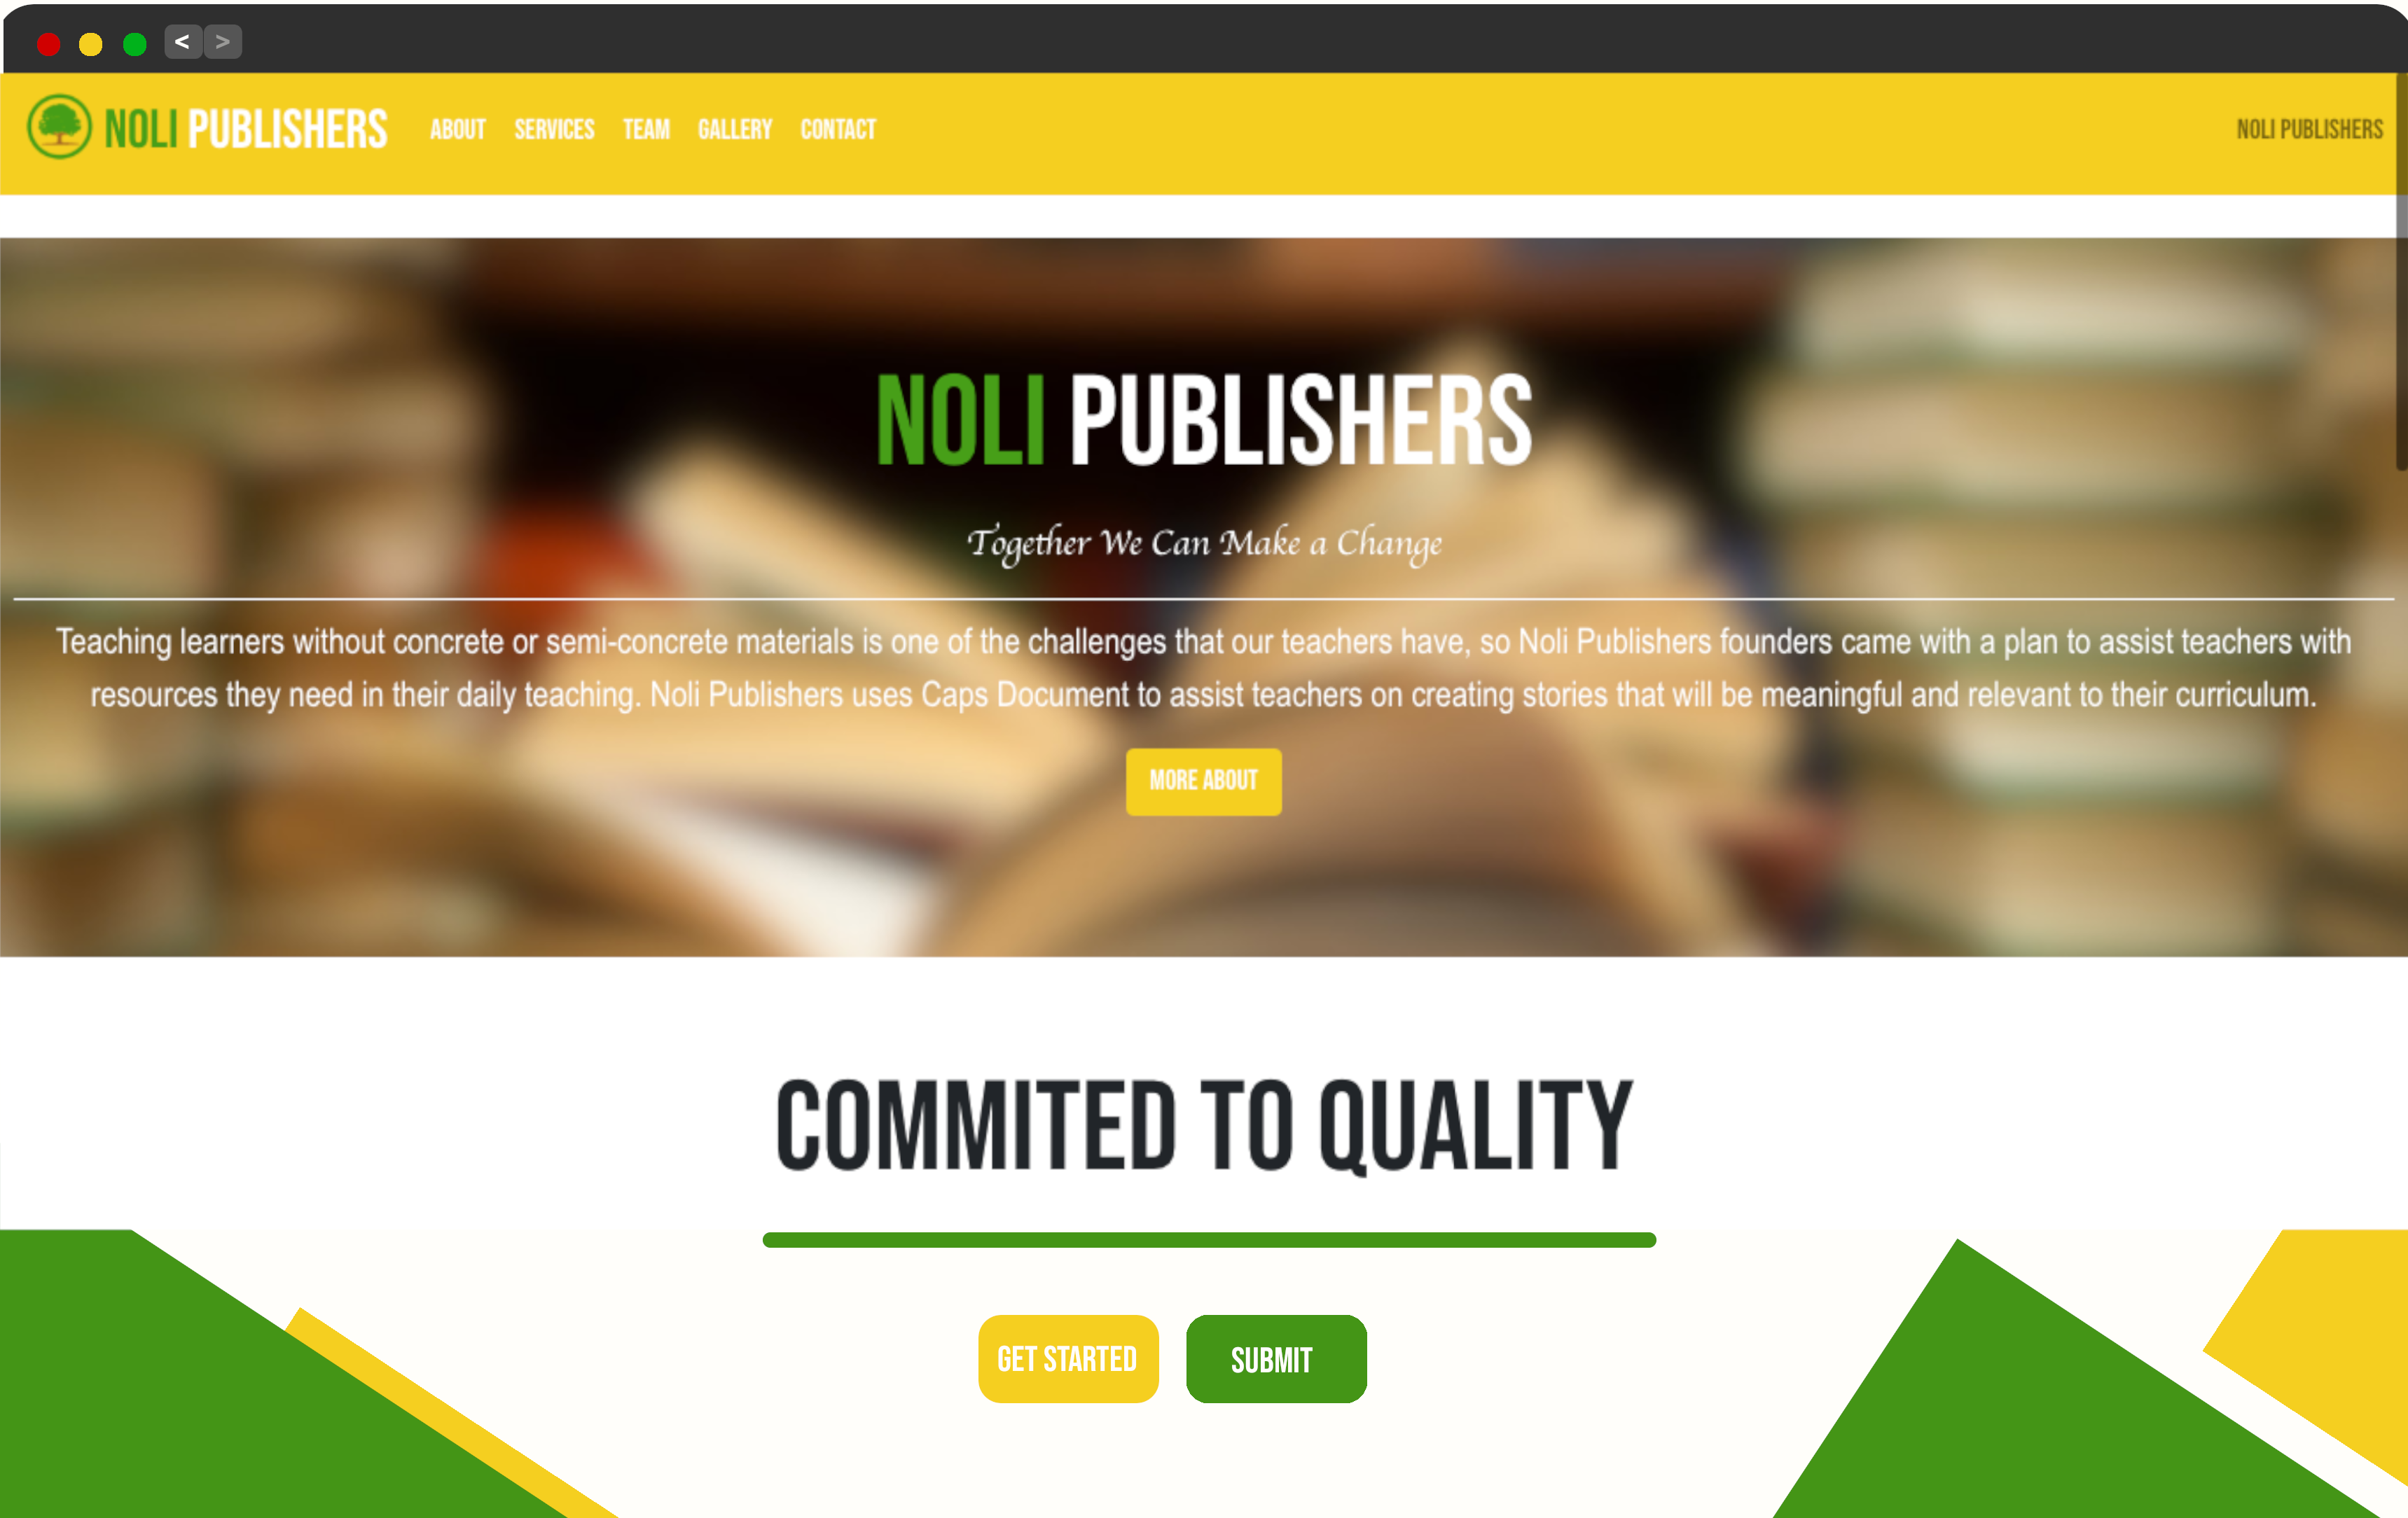 < >
NOLI PUBLISHERS ABOUT SERVICES TEAM GALLERY CONTACT NOLI PUBLISHERS
NOLI PUBLISHERS
Together We Can Make a Change
Teaching learners without concrete or semi-concrete materials is one of the challenges that our teachers have, so Noli Publishers founders came with a plan to assist teachers with
resources they need in their daily teaching. Noli Publishers uses Caps Document to assist teachers on creating stories that will be meaningful and relevant to their curriculum.
MORE ABOUT
COMMITED TO QUALITY
GET STARTED SUBMIT